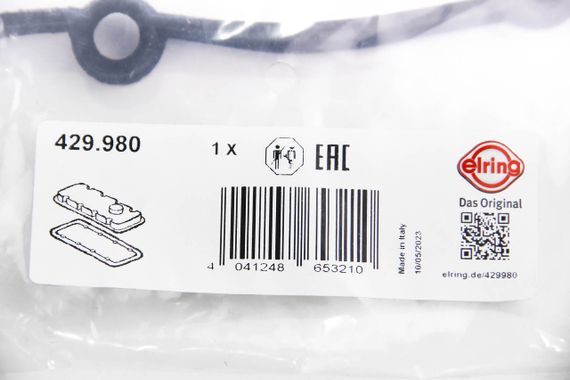 429.980
1 X
EAC
elring
Das Original
4 041248 653210
Made in Italy
10/05/2023
elring.de/429980